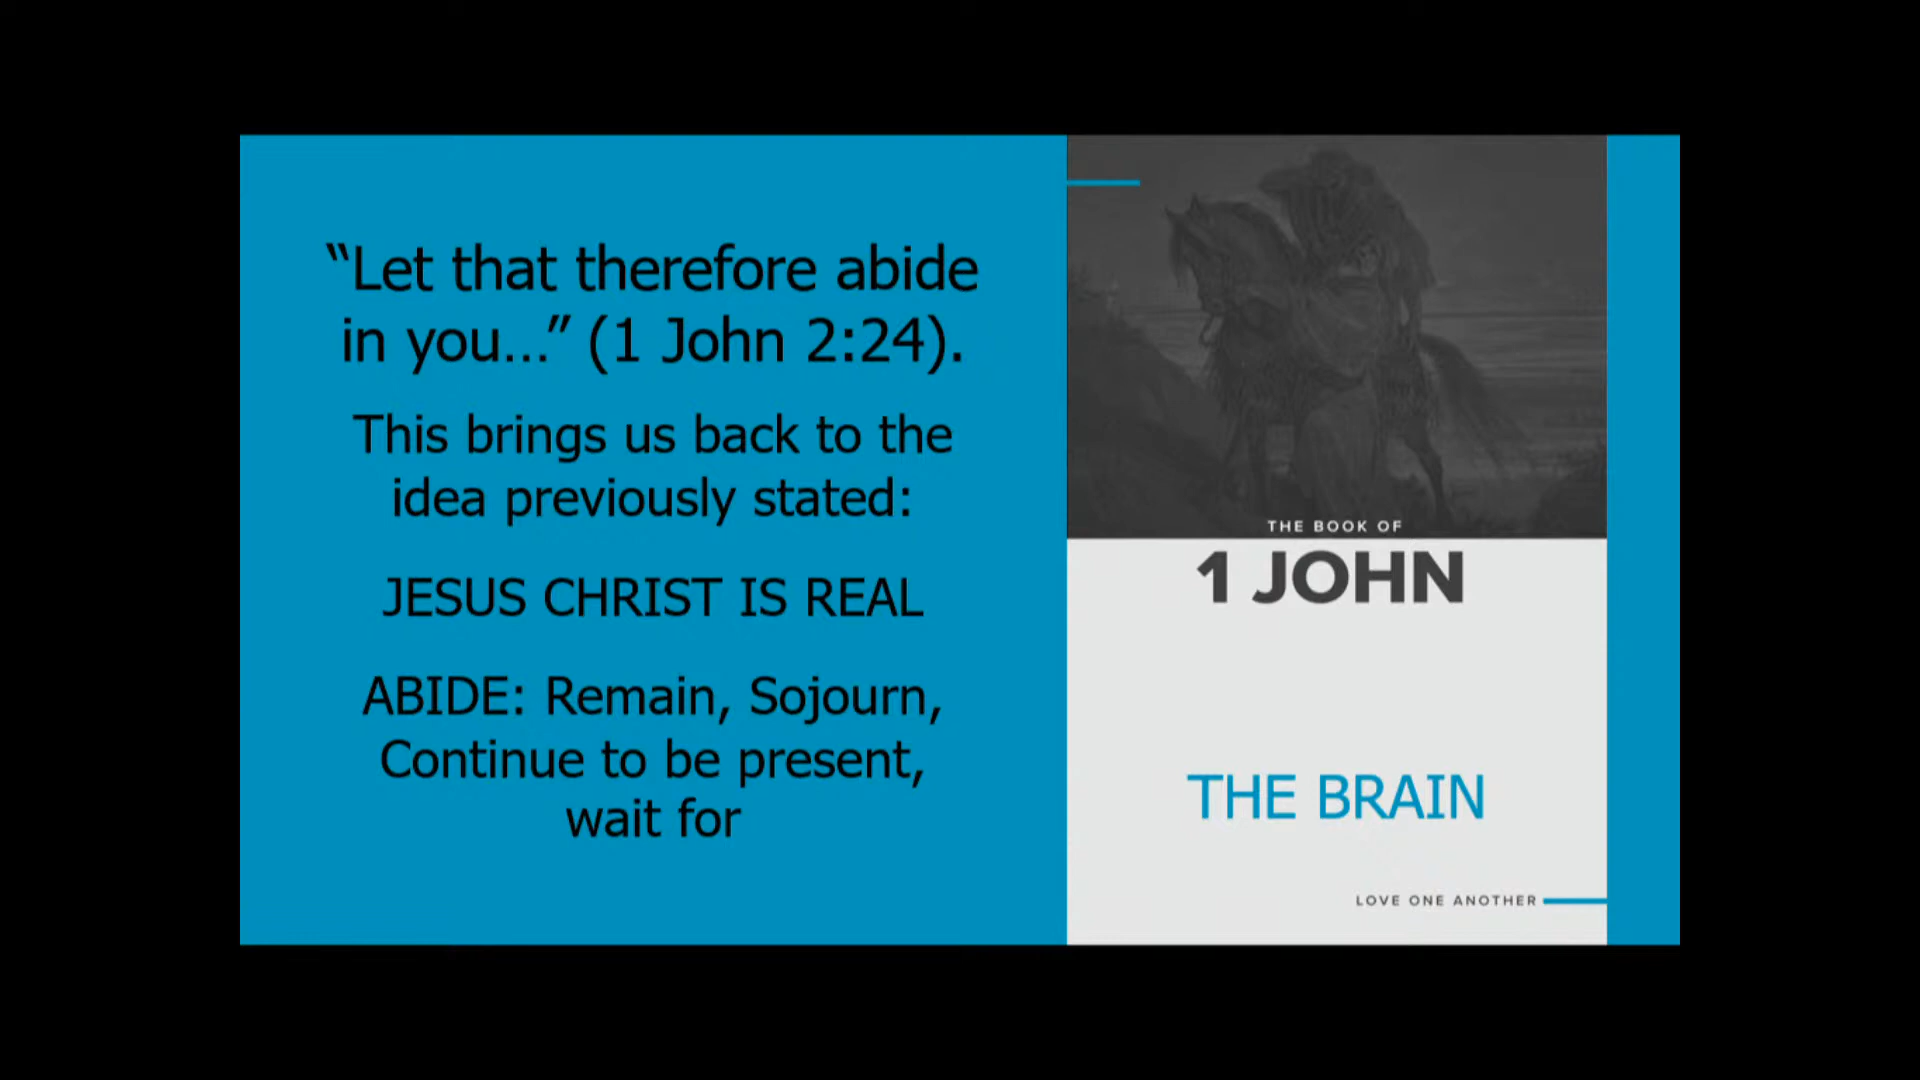 “Let that therefore abide
in you...” (1 John 2:24).
This brings us back to the
idea previously stated:
JESUS CHRIST IS REAL
ABIDE: Remain, Sojourn,
Continue to be present,
wait for
THE BOOK OF
1 JOHN
THE BRAIN
LOVE ONE ANOTHER